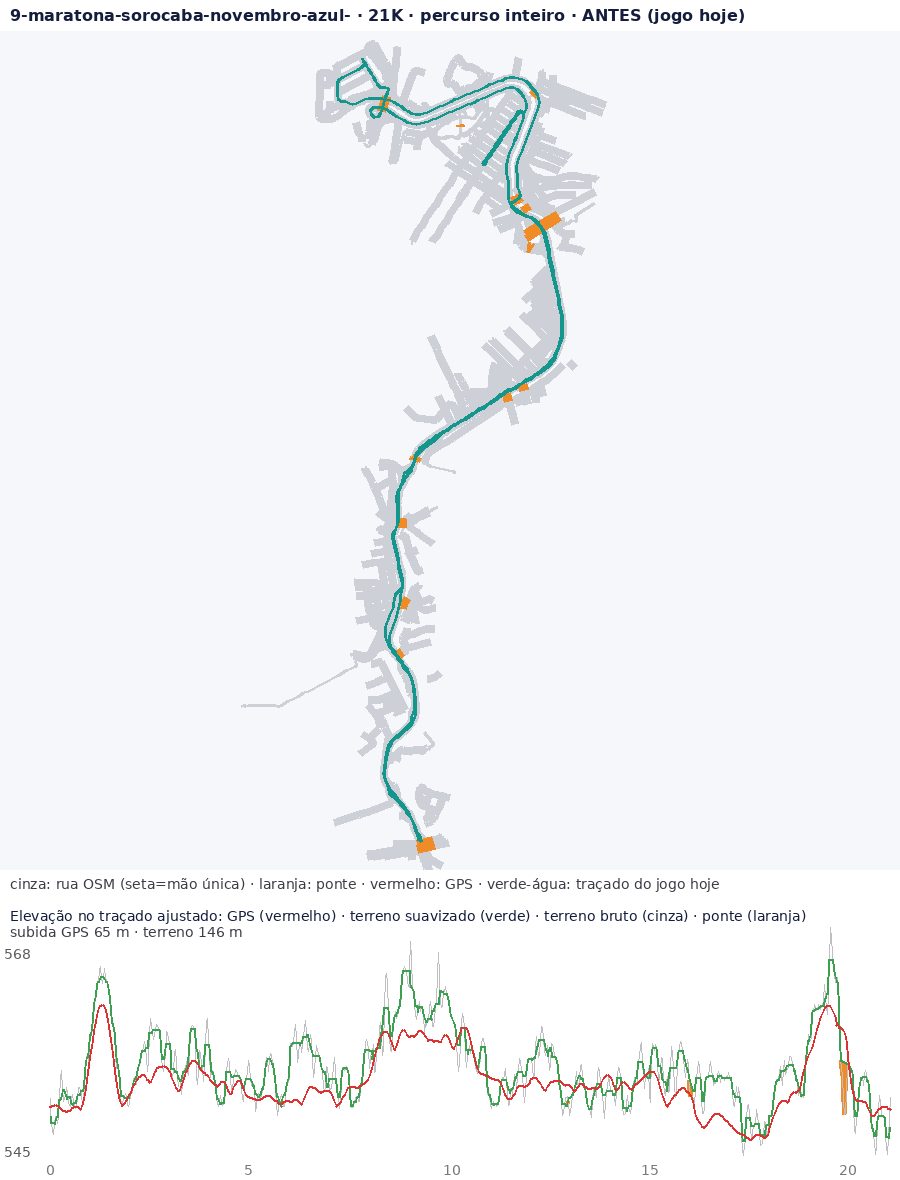 9-maratona-sorocaba-novembro-azul- · 21K · percurso inteiro · ANTES (jogo hoje)
cinza: rua OSM (seta=mão única) · laranja: ponte · vermelho: GPS · verde-água: traçado do jogo hoje
Elevação no traçado ajustado: GPS (vermelho) · terreno suavizado (verde) · terreno bruto (cinza) · ponte (laranja)
subida GPS 65 m · terreno 146 m
568
545
0 5 10 15 20